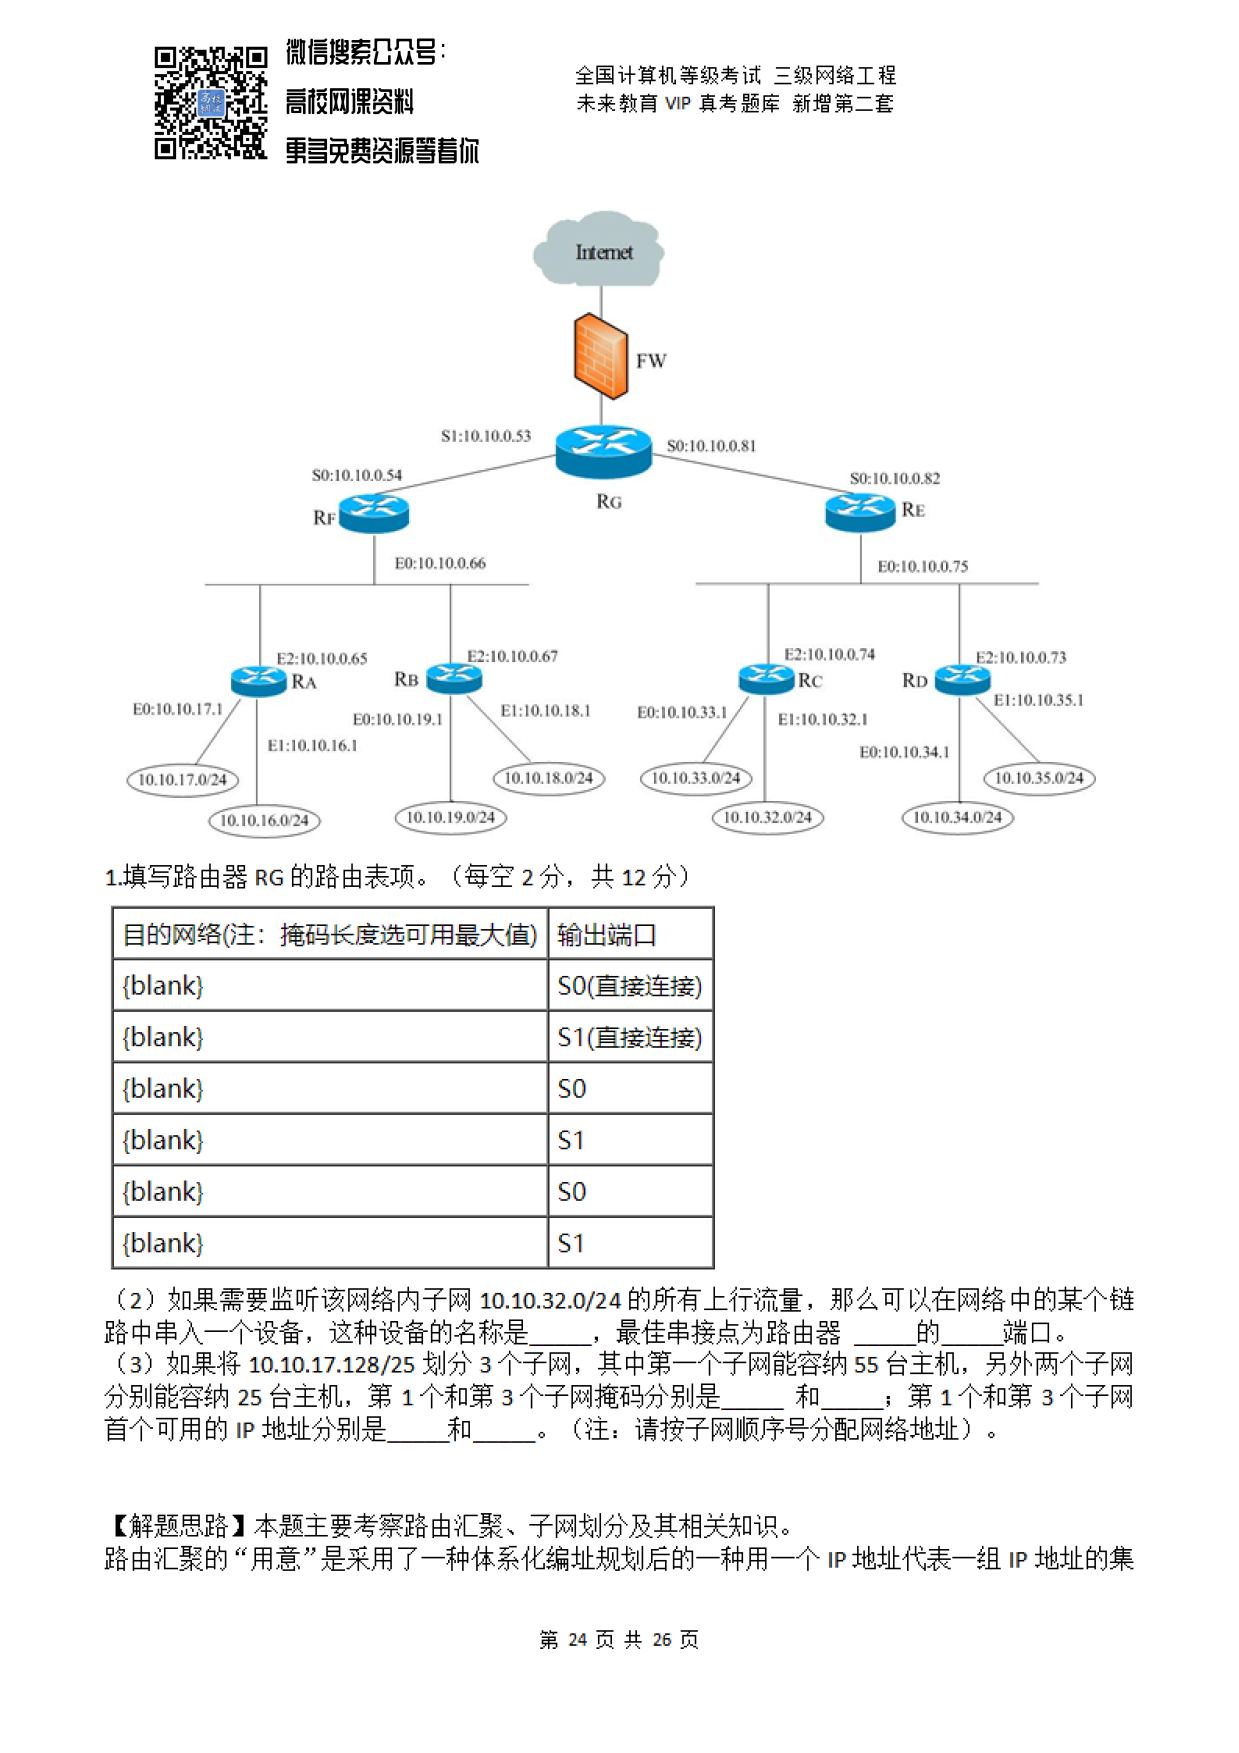 微信搜索公众号：
高校网课资料
更多免费资源等着你
全国计算机等级考试 三级网络工程
未来教育 VIP 真考题库 新增第二套
高校
Internet
FW
S1:10.10.0.53
S0:10.10.0.81
S0:10.10.0.54
S0:10.10.0.82
RG
RF
RE
E0:10.10.0.66
E0:10.10.0.75
E2:10.10.0.65
E2:10.10.0.67
E2:10.10.0.74
E2:10.10.0.73
RA
RB
RC
RD
E0:10.10.17.1
E0:10.10.19.1
E1:10.10.18.1
E0:10.10.33.1
E1:10.10.32.1
E1:10.10.35.1
E1:10.10.16.1
E0:10.10.34.1
10.10.17.0/24
10.10.18.0/24
10.10.33.0/24
10.10.35.0/24
10.10.16.0/24
10.10.19.0/24
10.10.32.0/24
10.10.34.0/24
1.填写路由器 RG 的路由表项。（每空 2 分，共 12 分）
目的网络(注：掩码长度选可用最大值) 输出端口
{blank} S0(直接连接)
{blank} S1(直接连接)
{blank} S0
{blank} S1
{blank} S0
{blank} S1
（2）如果需要监听该网络内子网 10.10.32.0/24 的所有上行流量，那么可以在网络中的某个链
路中串入一个设备，这种设备的名称是_____，最佳串接点为路由器 _____的_____端口。
（3）如果将 10.10.17.128/25 划分 3 个子网，其中第一个子网能容纳 55 台主机，另外两个子网
分别能容纳 25 台主机，第 1 个和第 3 个子网掩码分别是_____ 和_____；第 1 个和第 3 个子网
首个可用的 IP 地址分别是_____和_____。（注：请按子网顺序号分配网络地址）。
【解题思路】本题主要考察路由汇聚、子网划分及其相关知识。
路由汇聚的“用意”是采用了一种体系化编址规划后的一种用一个 IP 地址代表一组 IP 地址的集
第 24 页 共 26 页